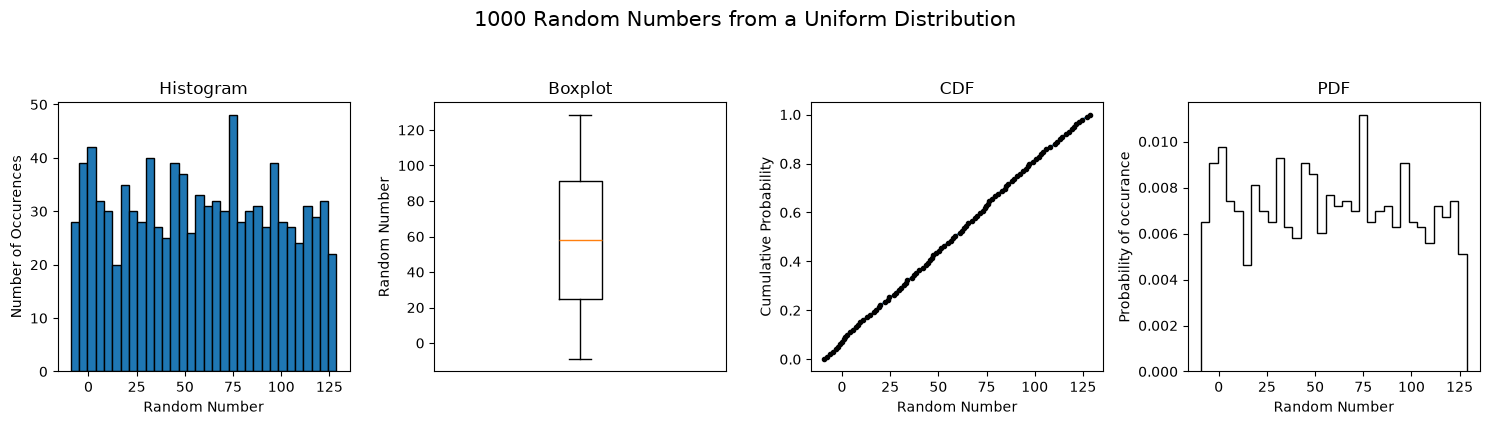 1000 Random Numbers from a Uniform Distribution
Histogram
Number of Occurences
50
40
30
20
10
0
0 25 50 75 100 125
Random Number
Boxplot
Random Number
120
100
80
60
40
20
0
CDF
Cumulative Probability
1.0
0.8
0.6
0.4
0.2
0.0
0 25 50 75 100 125
Random Number
PDF
Probability of occurance
0.010
0.008
0.006
0.004
0.002
0.000
0 25 50 75 100 125
Random Number